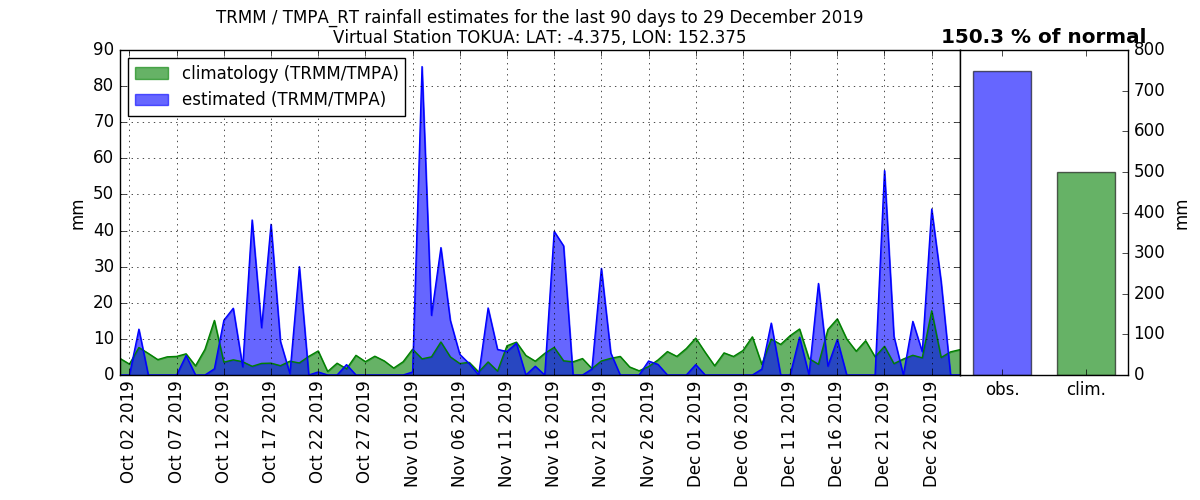 TRMM / TMPA_RT rainfall estimates for the last 90 days to 29 December 2019
Virtual Station TOKUA: LAT: -4.375, LON: 152.375
150.3 % of normal
climatology (TRMM/TMPA)
estimated (TRMM/TMPA)
90
80
70
60
50
40
30
20
10
0
mm
Oct 02 2019
Oct 07 2019
Oct 12 2019
Oct 17 2019
Oct 22 2019
Oct 27 2019
Nov 01 2019
Nov 06 2019
Nov 11 2019
Nov 16 2019
Nov 21 2019
Nov 26 2019
Dec 01 2019
Dec 06 2019
Dec 11 2019
Dec 16 2019
Dec 21 2019
Dec 26 2019
obs.
clim.
800
700
600
500
400
300
200
100
0
mm